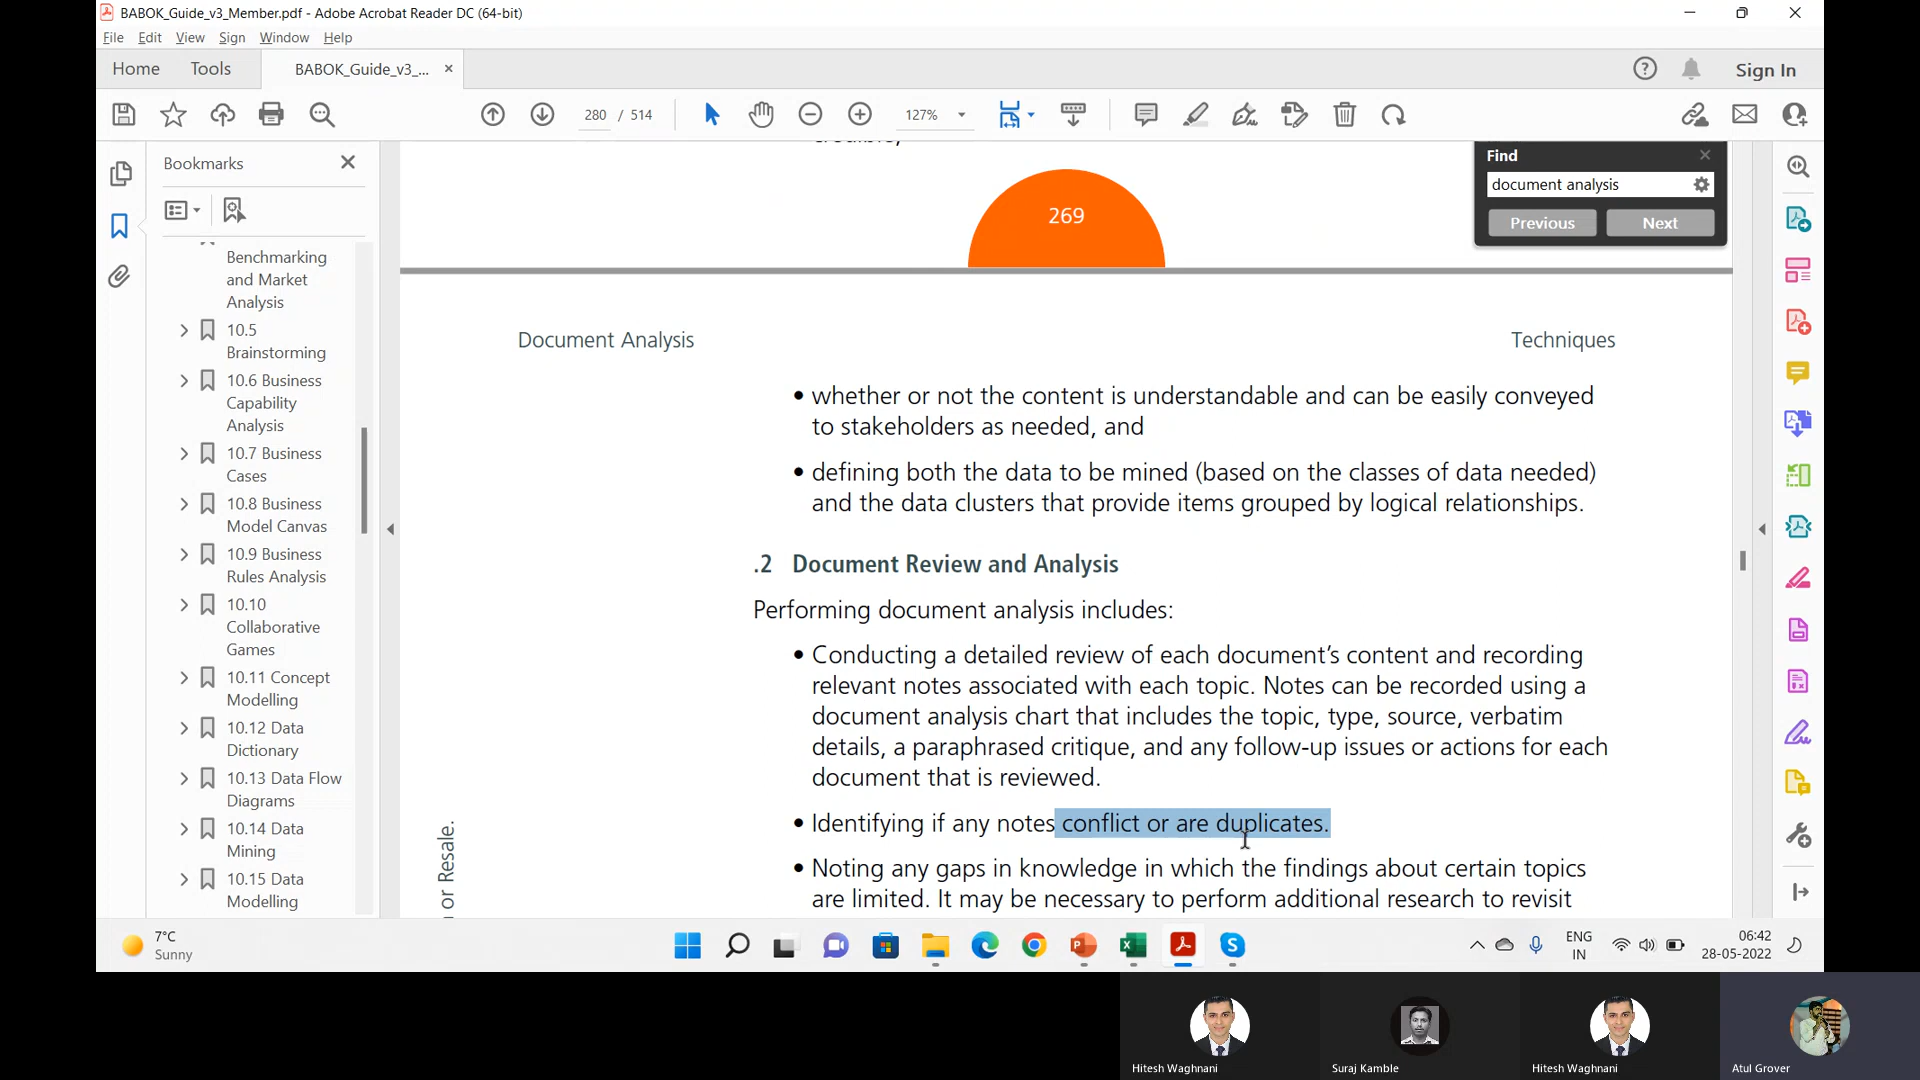 BABOK_Guide_v3_Member.pdf - Adobe Acrobat Reader DC (64-bit)
File Edit View Sign Window Help
Home Tools BABOK_Guide_v3_... × Sign In
280 / 514 127%
Bookmarks
Benchmarking
and Market
Analysis
10.5
Brainstorming
10.6 Business
Capability
Analysis
10.7 Business
Cases
10.8 Business
Model Canvas
10.9 Business
Rules Analysis
10.10
Collaborative
Games
10.11 Concept
Modelling
10.12 Data
Dictionary
10.13 Data Flow
Diagrams
10.14 Data
Mining
10.15 Data
Modelling
269
Find
document analysis
Previous Next
Document Analysis Techniques
• whether or not the content is understandable and can be easily conveyed
to stakeholders as needed, and
• defining both the data to be mined (based on the classes of data needed)
and the data clusters that provide items grouped by logical relationships.
.2 Document Review and Analysis
Performing document analysis includes:
• Conducting a detailed review of each document’s content and recording
relevant notes associated with each topic. Notes can be recorded using a
document analysis chart that includes the topic, type, source, verbatim
details, a paraphrased critique, and any follow-up issues or actions for each
document that is reviewed.
• Identifying if any notes conflict or are duplicates.
• Noting any gaps in knowledge in which the findings about certain topics
are limited. It may be necessary to perform additional research to revisit
or Resale.
7°C
Sunny
ENG
IN
06:42
28-05-2022
Hitesh Waghnani
Suraj Kamble
Hitesh Waghnani
Atul Grover